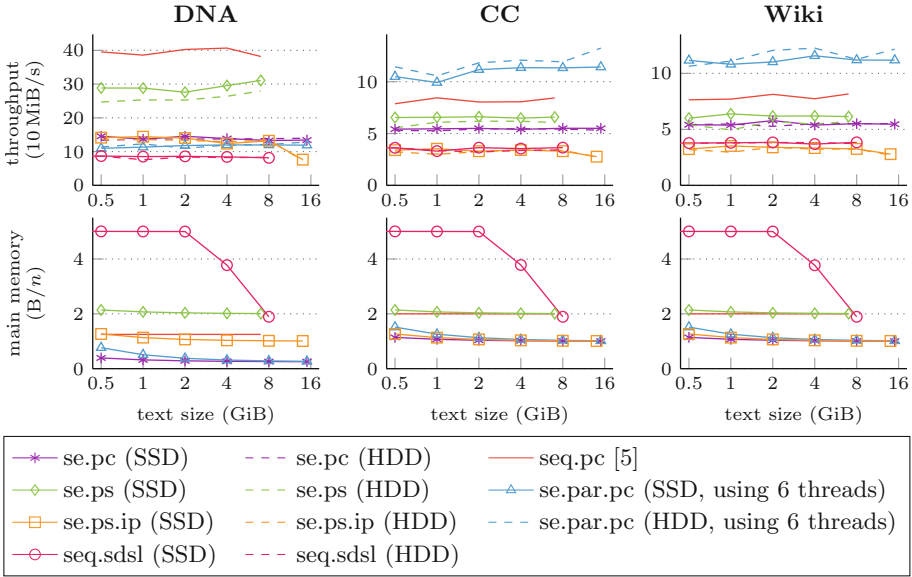 DNA CC Wiki
throughput
(10 MiB/s)
40
30
20
10
0
10
5
0
10
5
0
0.5 1 2 4 8 16
0.5 1 2 4 8 16
0.5 1 2 4 8 16
main memory
(B/n)
4
2
0
4
2
0
4
2
0
0.5 1 2 4 8 16
0.5 1 2 4 8 16
0.5 1 2 4 8 16
text size (GiB) text size (GiB) text size (GiB)
se.pc (SSD) se.pc (HDD) seq.pc [5]
se.ps (SSD) se.ps (HDD) se.par.pc (SSD, using 6 threads)
se.ps.ip (SSD) se.ps.ip (HDD) se.par.pc (HDD, using 6 threads)
seq.sdsl (SSD) seq.sdsl (HDD)